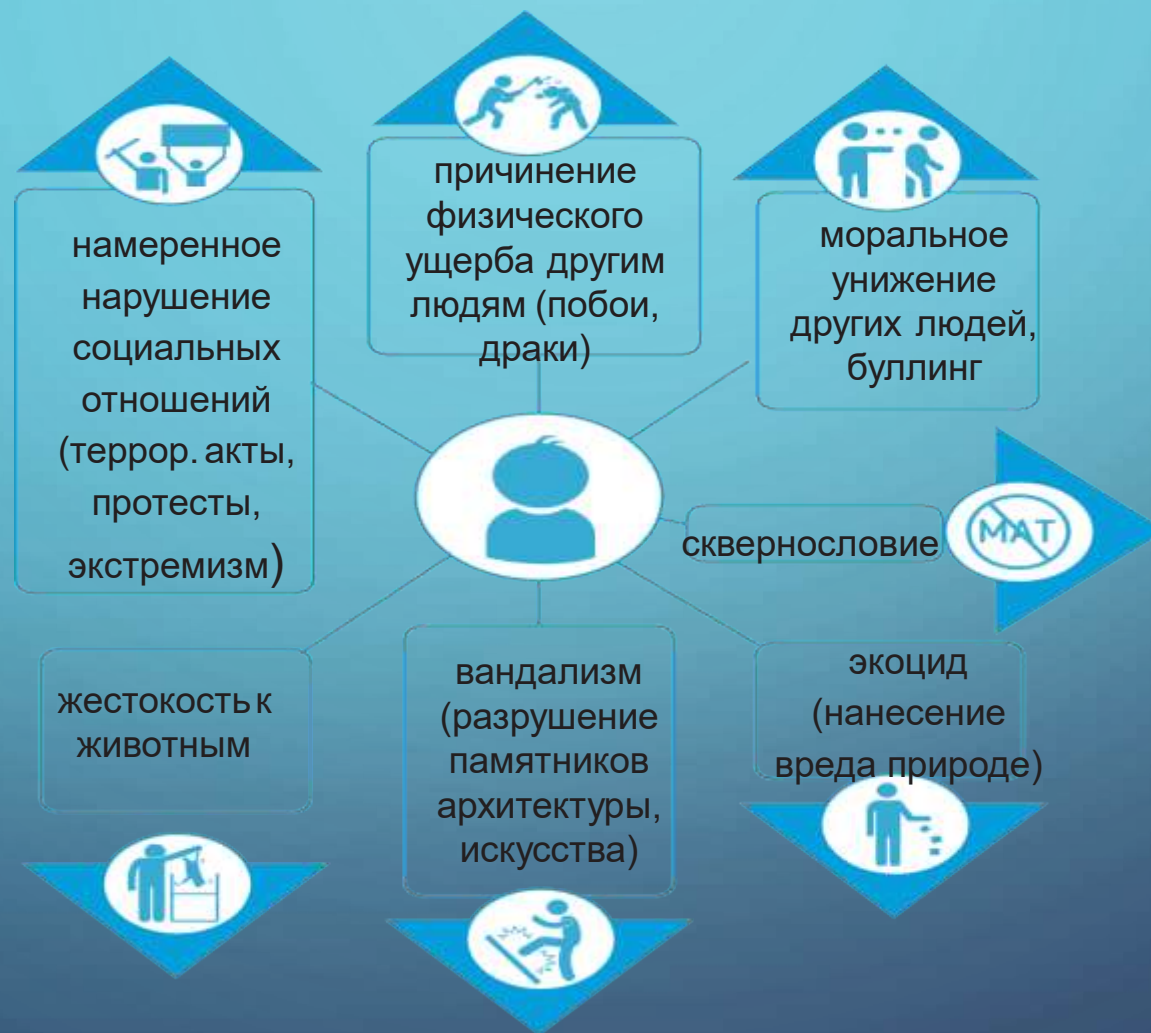 намеренное
нарушение
социальных
отношений
(террор. акты,
протесты,
экстремизм)
причинение
физического
ущерба другим
людям (побои,
драки)
моральное
унижение
других людей,
буллинг
сквернословие
МАТ
жестокость к
животным
вандализм
(разрушение
памятников
архитектуры,
искусства)
экоцид
(нанесение
вреда природе)